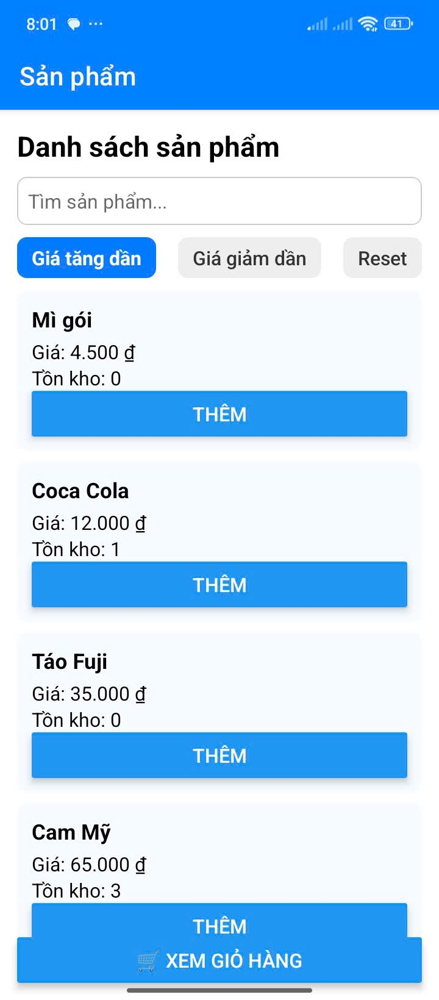 8:01
41
Sản phẩm
Danh sách sản phẩm
Tìm sản phẩm...
Giá tăng dần Giá giảm dần Reset
Mì gói
Giá: 4.500 ₫
Tồn kho: 0
THÊM
Coca Cola
Giá: 12.000 ₫
Tồn kho: 1
THÊM
Táo Fuji
Giá: 35.000 ₫
Tồn kho: 0
THÊM
Cam Mỹ
Giá: 65.000 ₫
Tồn kho: 3
THÊM
🛒 XEM GIỎ HÀNG